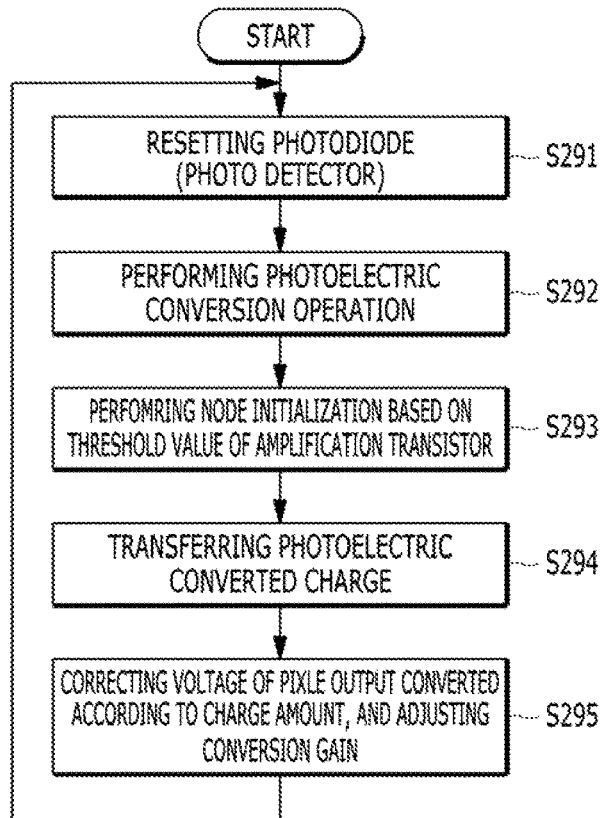 START
RESETTING PHOTODIODE
(PHOTO DETECTOR)
S291
PERFORMING PHOTOELECTRIC
CONVERSION OPERATION
S292
PERFOMRING NODE INITIALIZATION BASED ON
THRESHOLD VALUE OF AMPLIFICATION TRANSISTOR
S293
TRANSFERRING PHOTOELECTRIC
CONVERTED CHARGE
S294
CORRECTING VOLTAGE OF PIXLE OUTPUT CONVERTED
ACCORDING TO CHARGE AMOUNT, AND ADJUSTING
CONVERSION GAIN
S295